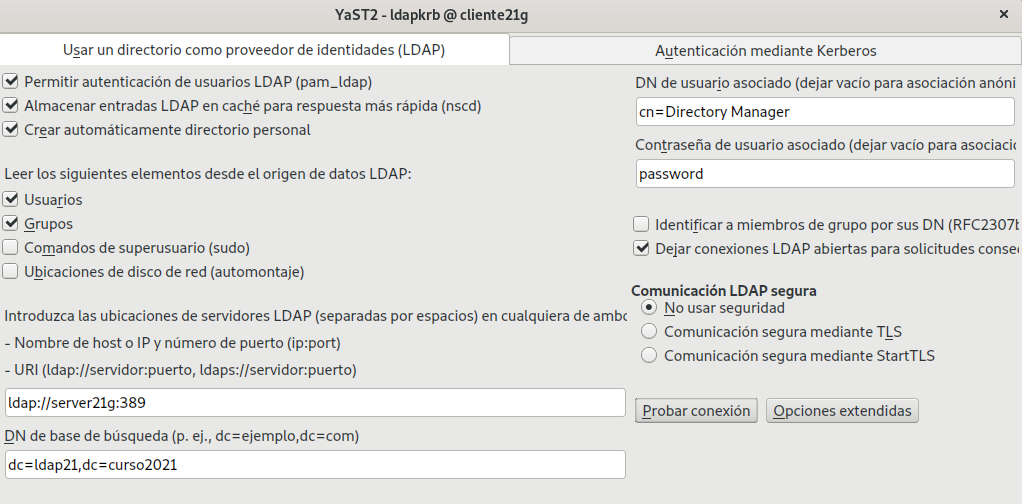 YaST2 - ldapkrb @ cliente21g
Usar un directorio como proveedor de identidades (LDAP)
Autenticación mediante Kerberos
Permitir autenticación de usuarios LDAP (pam_ldap)
Almacenar entradas LDAP en caché para respuesta más rápida (nscd)
Crear automáticamente directorio personal
Leer los siguientes elementos desde el origen de datos LDAP:
Usuarios
Grupos
Comandos de superusuario (sudo)
Ubicaciones de disco de red (automontaje)
Introduzca las ubicaciones de servidores LDAP (separadas por espacios) en cualquiera de ambo
- Nombre de host o IP y número de puerto (ip:port)
- URI (ldap://servidor:puerto, ldaps://servidor:puerto)
ldap://server21g:389
DN de base de búsqueda (p. ej., dc=ejemplo,dc=com)
dc=ldap21,dc=curso2021
DN de usuario asociado (dejar vacío para asociación anóni
cn=Directory Manager
Contraseña de usuario asociado (dejar vacío para asociació
password
Identificar a miembros de grupo por sus DN (RFC2307b
Dejar conexiones LDAP abiertas para solicitudes consec
Comunicación LDAP segura
No usar seguridad
Comunicación segura mediante TLS
Comunicación segura mediante StartTLS
Probar conexión
Opciones extendidas